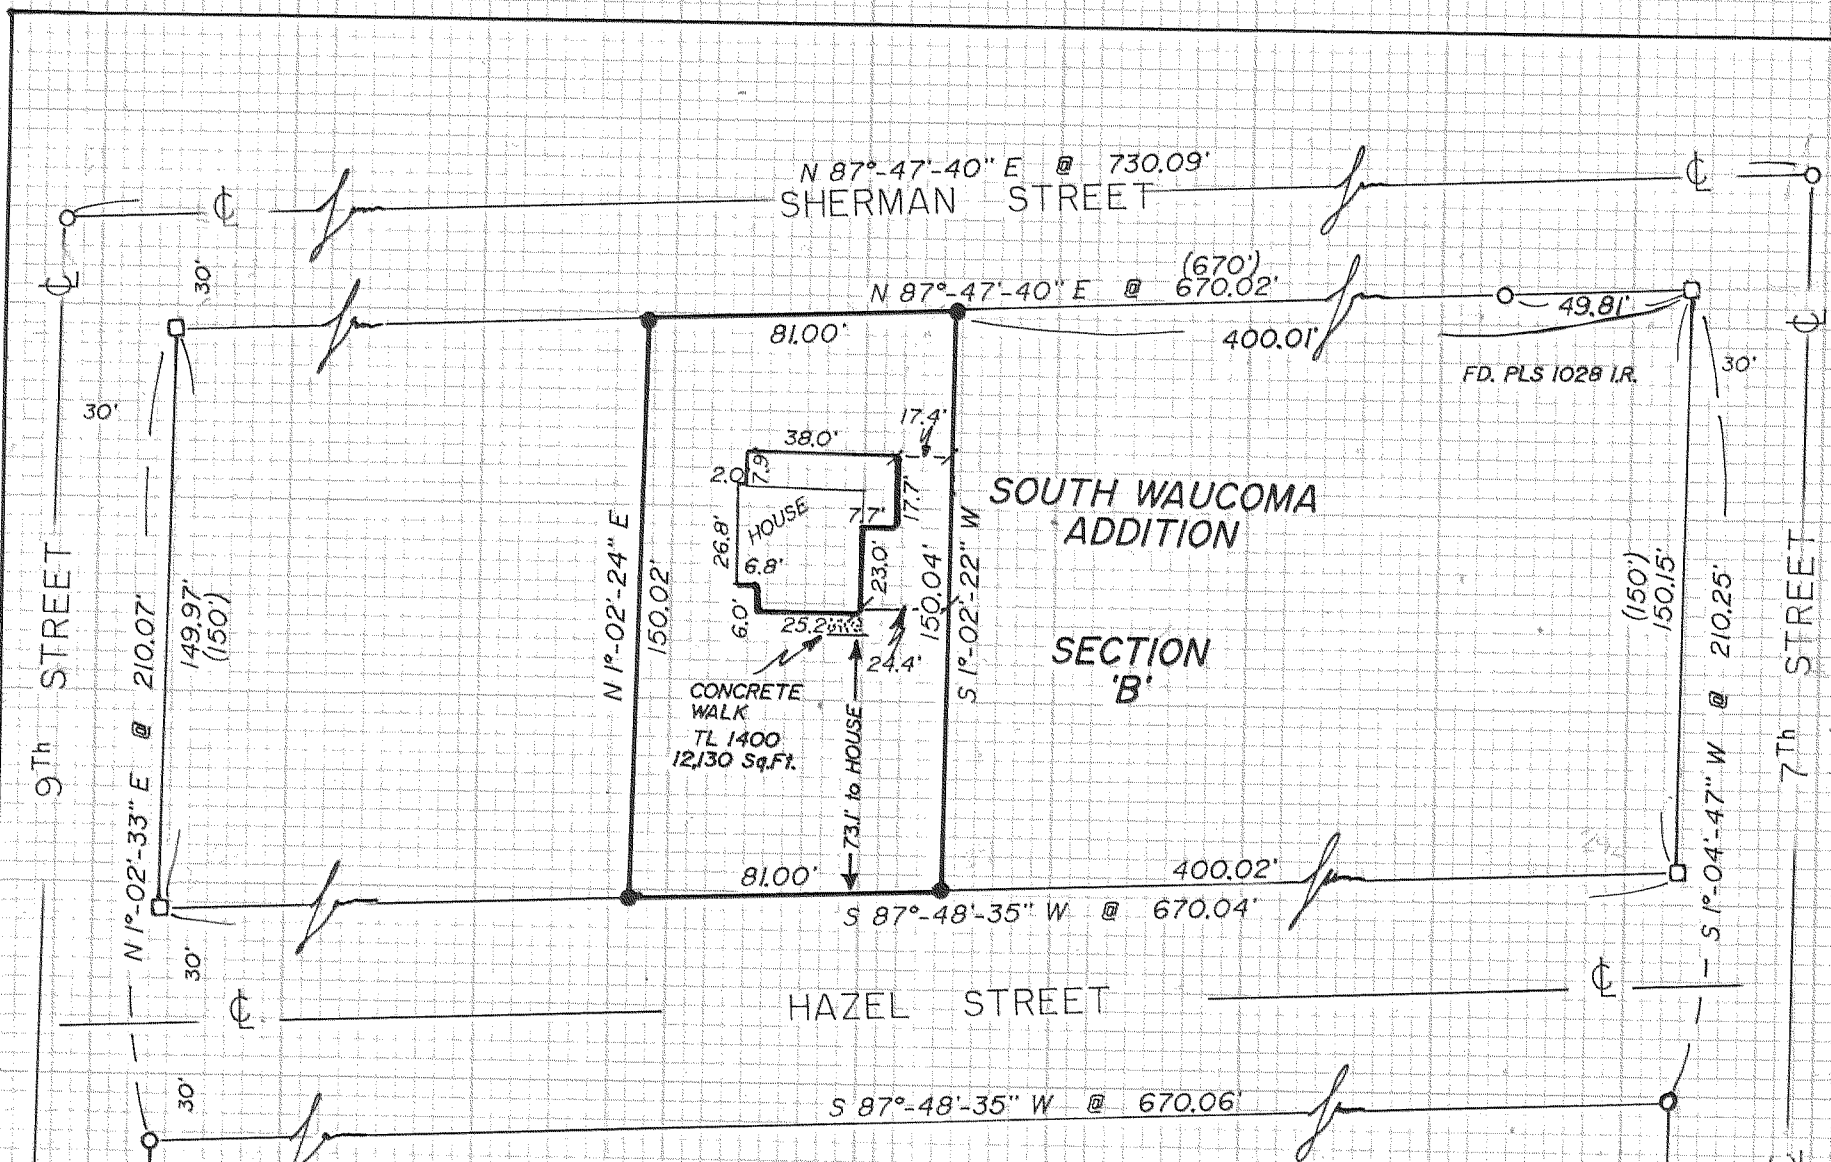 N 87°-47'-40" E @ 730.09'
SHERMAN STREET
℄
℄
℄
℄
30'
(670')
N 87°-47'-40" E @ 670.02'
49.81'
81.00'
400.01'
FD. PLS 1028 I.R.
30'
30'
17.4'
38.0'
2.0
7.9'
17.7'
7.7'
HOUSE
26.8'
6.8'
23.0'
6.0'
25.2'
24.4'
SOUTH WAUCOMA
ADDITION
SECTION
'B'
N 1°-02'-24" E
150.02'
150.04'
S 1°-02'-22" W
CONCRETE
WALK
TL 1400
12,130 Sq.Ft.
73.1' to HOUSE
9Th STREET
N 1°-02'-33" E @ 210.07'
149.97'
(150')
(150')
150.15'
S 1°-04'-47" W @ 210.25'
7Th STREET
81.00'
400.02'
S 87°-48'-35" W @ 670.04'
30'
℄
HAZEL STREET
℄
30'
S 87°-48'-35" W @ 670.06'